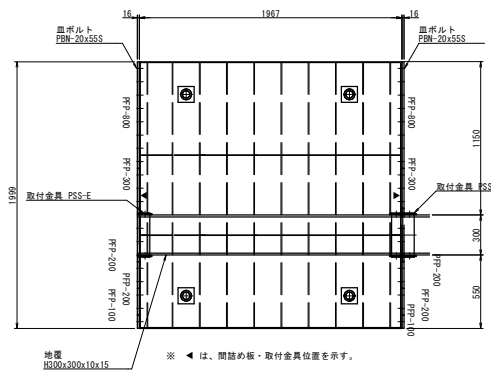 16
1967
16
皿ボルト
PBN-20x55S
皿ボルト
PBN-20x55S
PFP-800
PFP-800
1999
1150
PFP-300
PFP-300
取付金具 PSS-E
取付金具 PSS
300
PFP-200
PFP-200
PFP-200
PFP-200
550
PFP-100
PFP-100
地覆
H300x300x10x15
※ ◀ は、間詰め板・取付金具位置を示す。